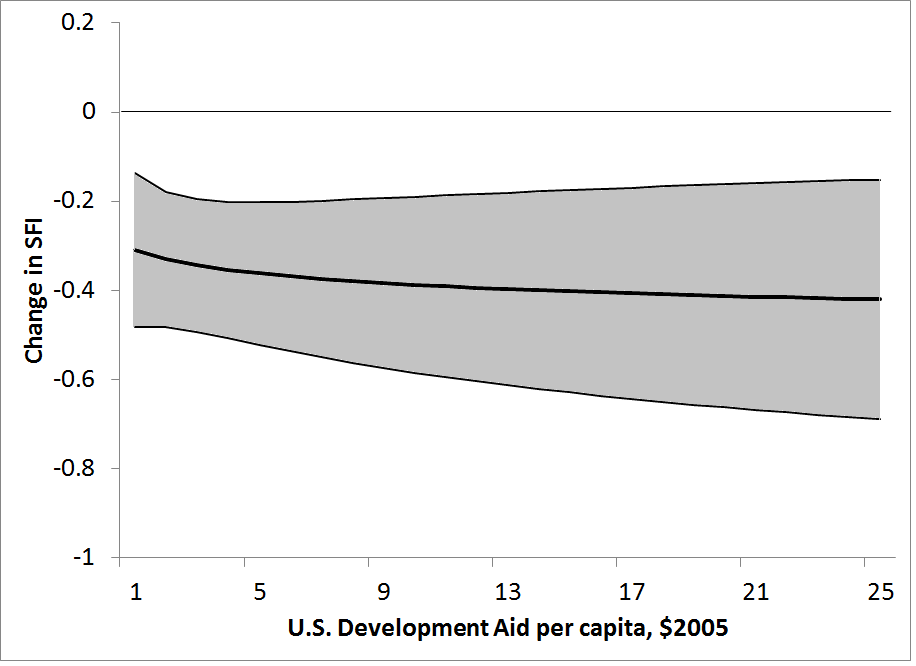 0.2
0
-0.2
-0.4
-0.6
-0.8
-1
Change in SFI
1 5 9 13 17 21 25
U.S. Development Aid per capita, $2005